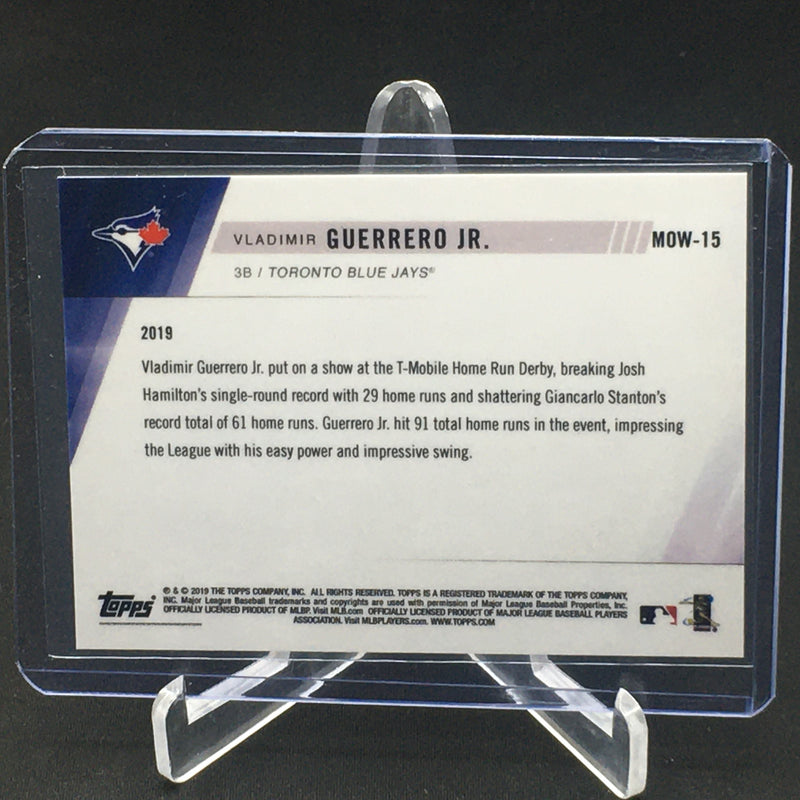 VLADIMIR GUERRERO JR.
MOW-15
3B / TORONTO BLUE JAYS®
2019
Vladimir Guerrero Jr. put on a show at the T-Mobile Home Run Derby, breaking Josh
Hamilton's single-round record with 29 home runs and shattering Giancarlo Stanton's
record total of 61 home runs. Guerrero Jr. hit 91 total home runs in the event, impressing
the League with his easy power and impressive swing.
topps®
® & © 2019 THE TOPPS COMPANY, INC. ALL RIGHTS RESERVED. TOPPS IS A REGISTERED TRADEMARK OF THE TOPPS COMPANY,
INC. Major League Baseball trademarks and copyrights are used with permission of Major League Baseball Properties, Inc.
OFFICIALLY LICENSED PRODUCT OF MLBP. Visit MLB.com OFFICIALLY LICENSED PRODUCT OF MAJOR LEAGUE BASEBALL PLAYERS
ASSOCIATION. Visit MLBPLAYERS.com. WWW.TOPPS.COM